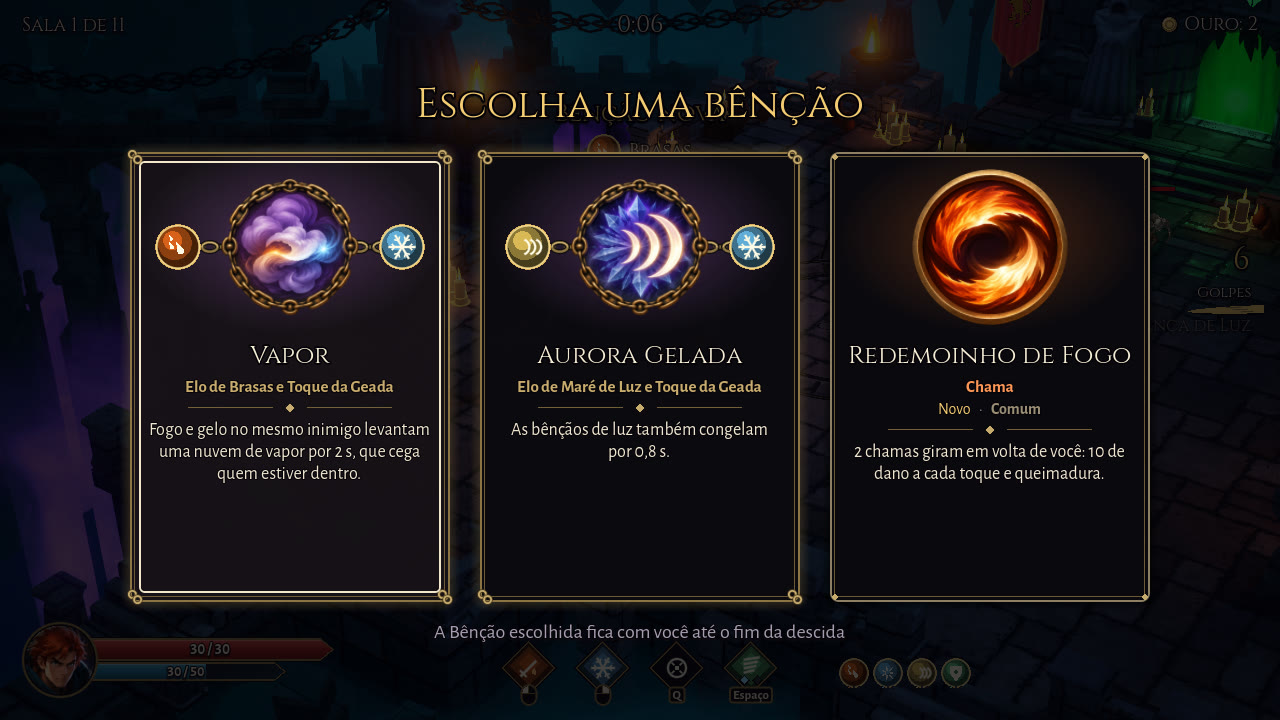 Sala 1 de 11
0:06
Ouro: 2
Escolha uma bênção
Brasas
Vapor
Elo de Brasas e Toque da Geada
Fogo e gelo no mesmo inimigo levantam
uma nuvem de vapor por 2 s, que cega
quem estiver dentro.
Aurora Gelada
Elo de Maré de Luz e Toque da Geada
As bênçãos de luz também congelam
por 0,8 s.
Redemoinho de Fogo
Chama
Novo · Comum
2 chamas giram em volta de você: 10 de
dano a cada toque e queimadura.
6
Golpes
de Luz
A Bênção escolhida fica com você até o fim da descida
30/30
30/50
Q
Espaço